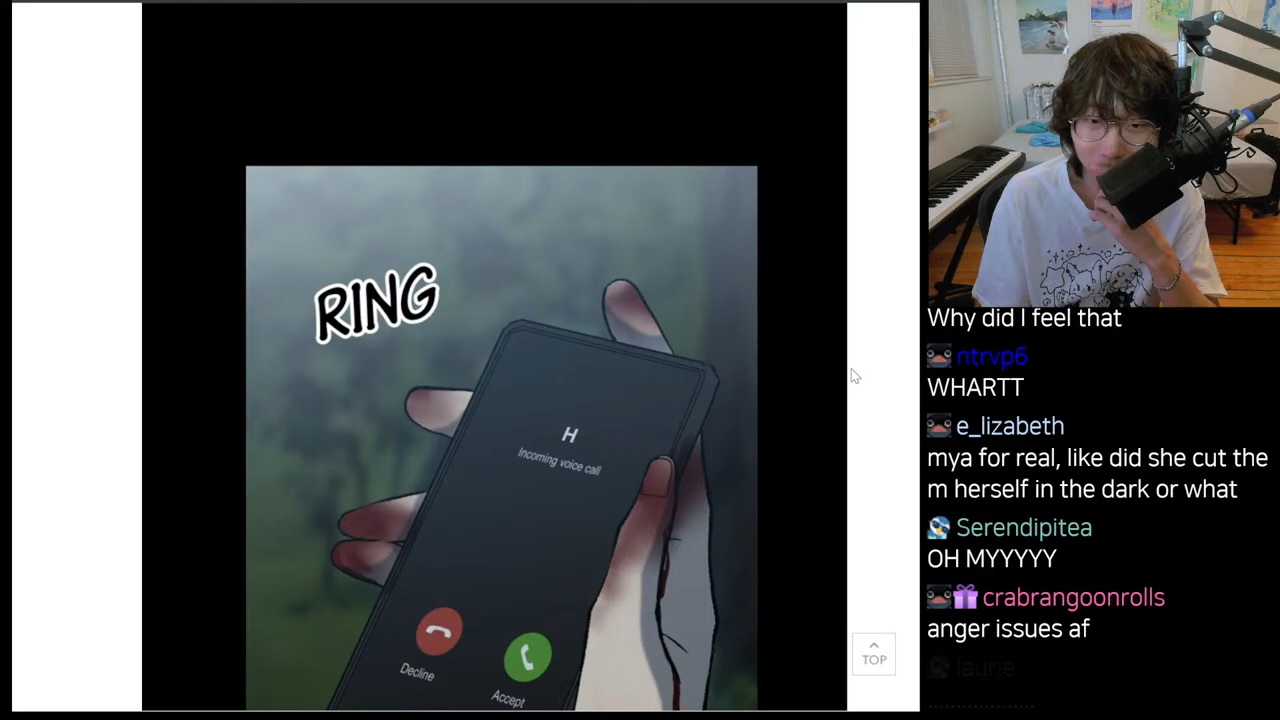 RING
H
Incoming voice call
Decline
Accept
TOP
Why did I feel that
ntrvp6
WHARTT
e_lizabeth
mya for real, like did she cut the
m herself in the dark or what
Serendipitea
OH MYYYYY
crabrangoonrolls
anger issues af
laurie